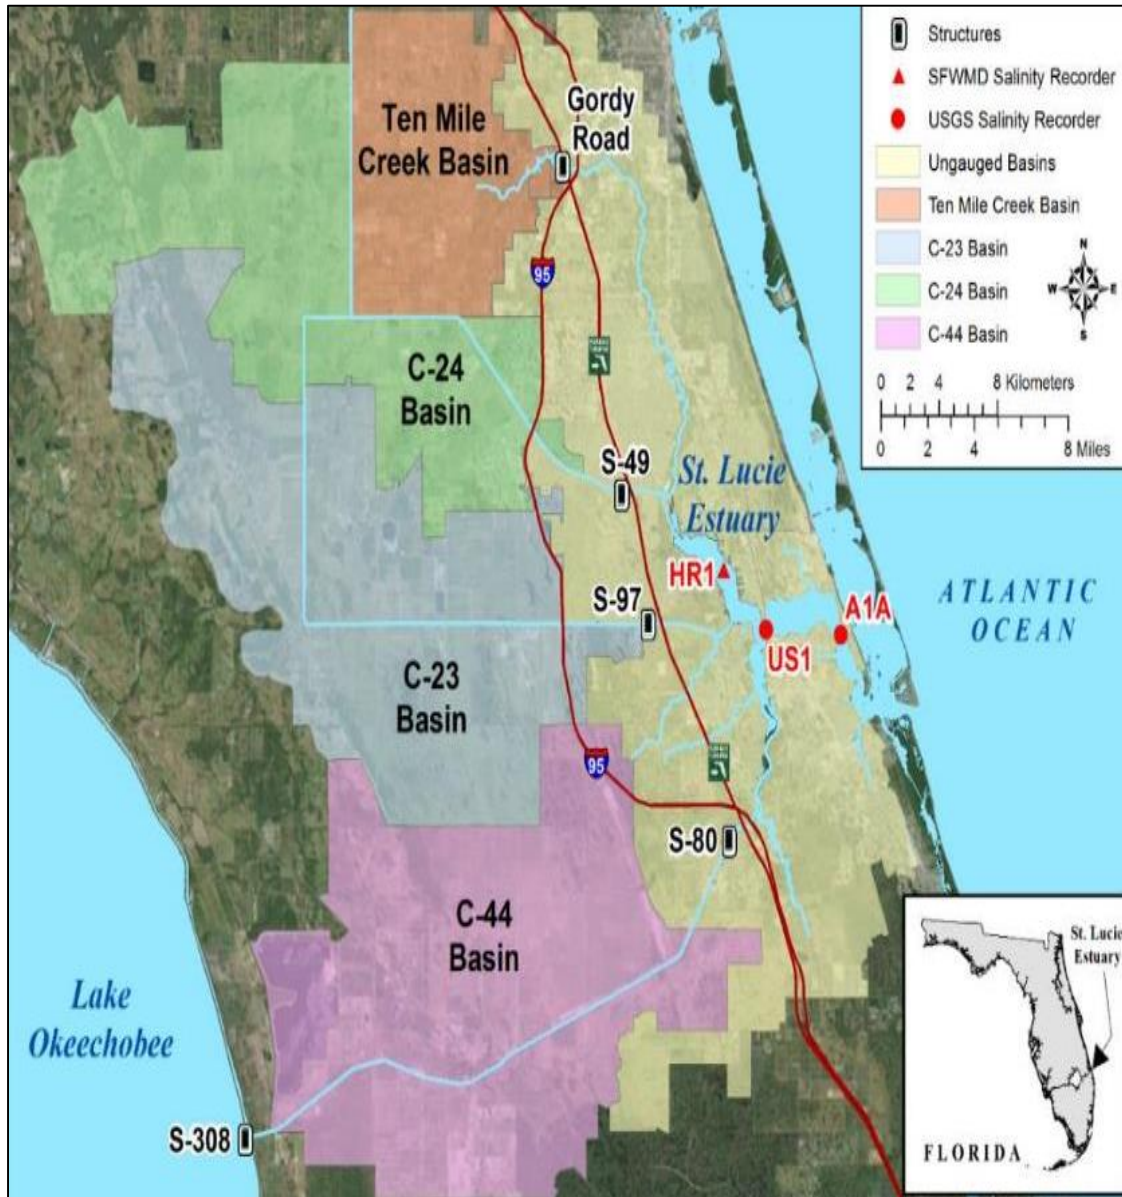 Structures
SFWMD Salinity Recorder
USGS Salinity Recorder
Ungauged Basins
Ten Mile Creek Basin
C-23 Basin
C-24 Basin
C-44 Basin
N
W E
S
0 2 4 8 Kilometers
0 2 4 8 Miles
Gordy
Road
Ten Mile
Creek Basin
95
C-24
Basin
S-49
St. Lucie
Estuary
HR1
S-97
A1A
US1
ATLANTIC
OCEAN
C-23
Basin
95
S-80
C-44
Basin
Lake
Okeechobee
S-308
St. Lucie
Estuary
FLORIDA